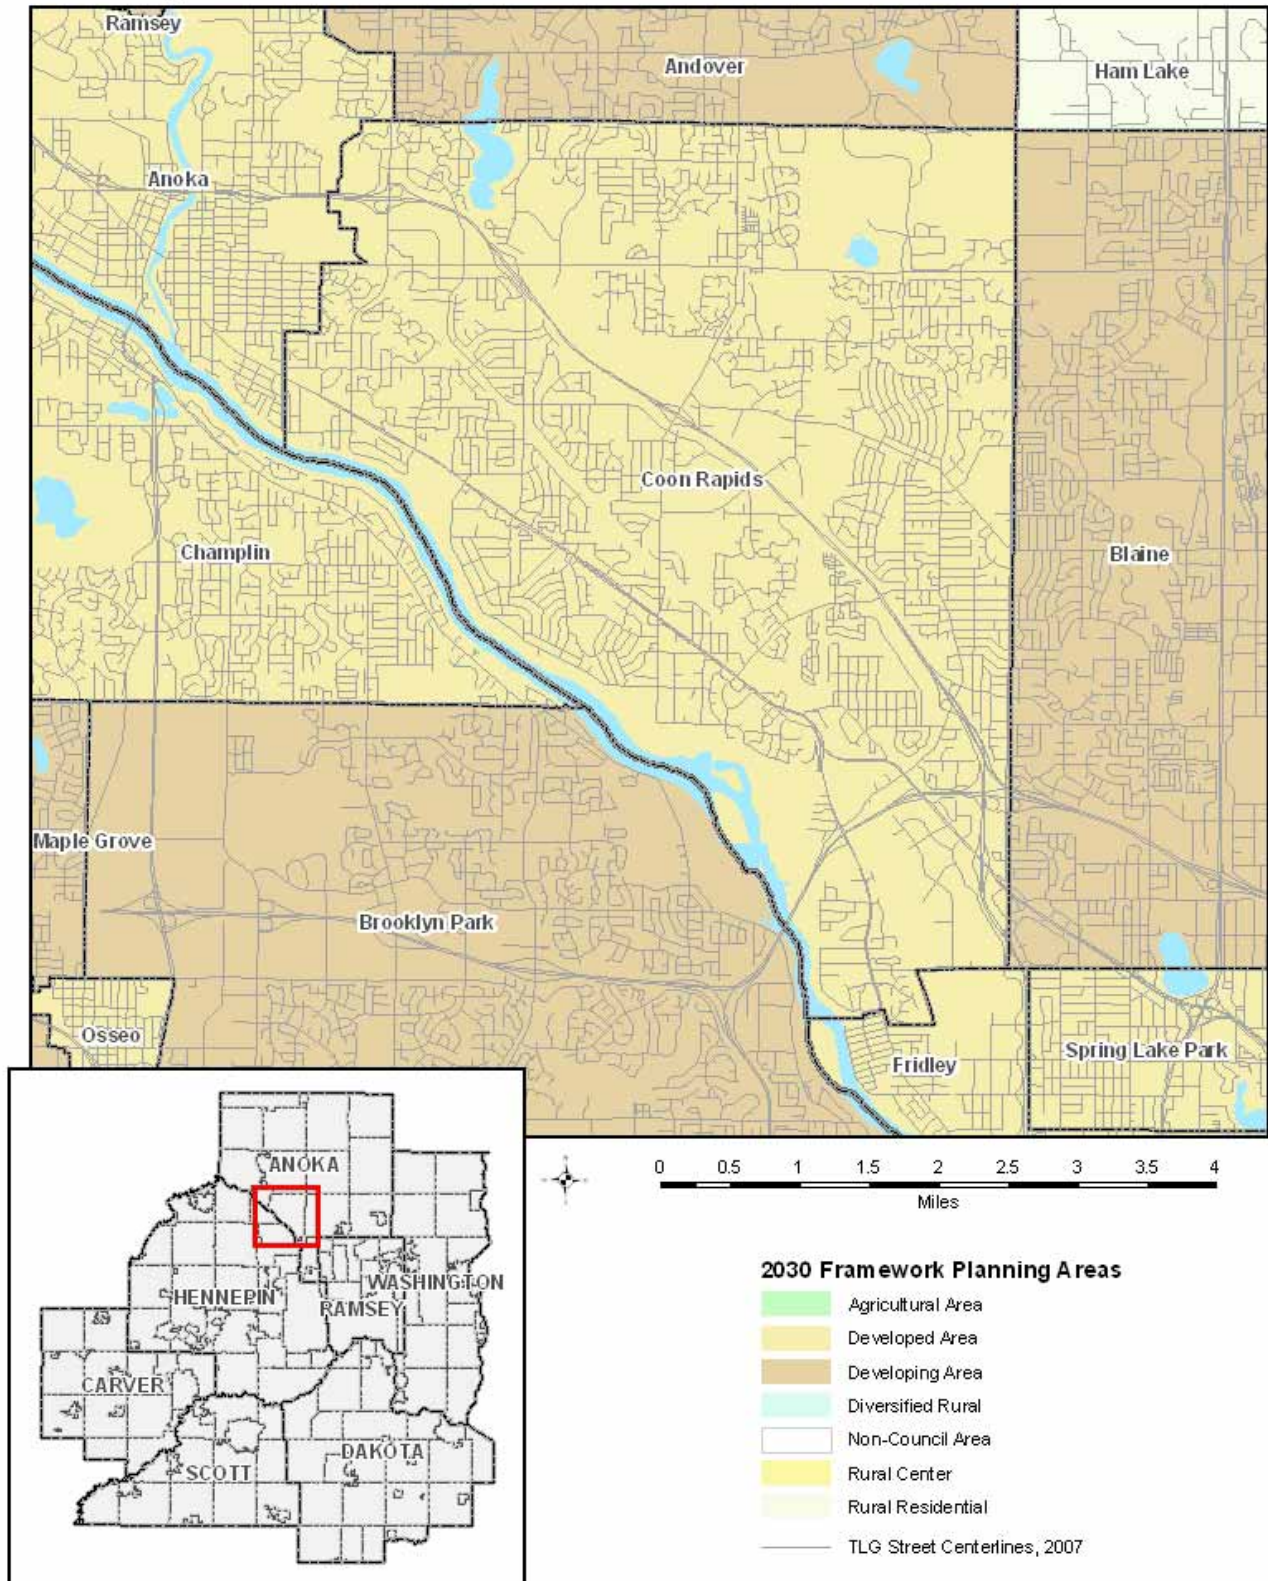 Ramsey
Andover
Ham Lake
Anoka
Coon Rapids
Champlin
Blaine
Maple Grove
Brooklyn Park
Osseo
Spring Lake Park
Fridley
ANOKA
WASHINGTON
HENNEPIN
RAMSEY
CARVER
DAKOTA
SCOTT
0 0.5 1 1.5 2 2.5 3 3.5 4
Miles
2030 Framework Planning Areas
Agricultural Area
Developed Area
Developing Area
Diversified Rural
Non-Council Area
Rural Center
Rural Residential
TLG Street Centerlines, 2007